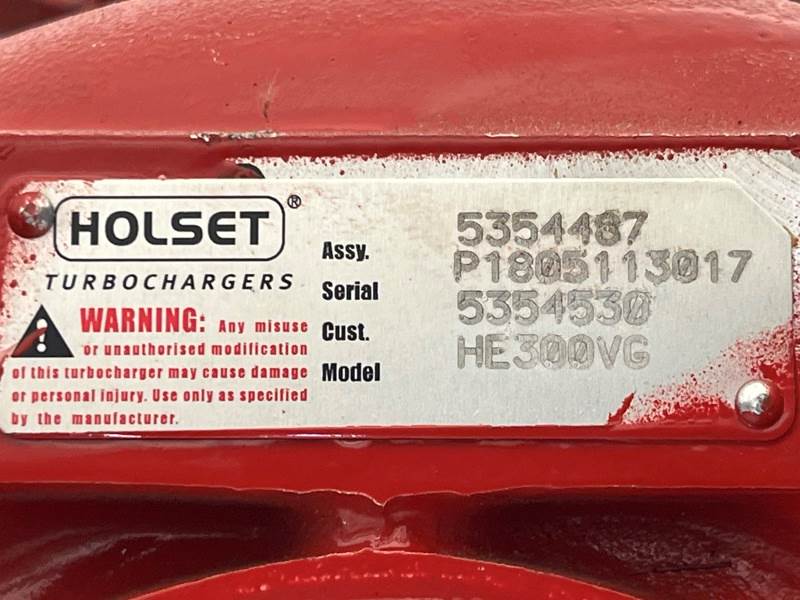 HOLSET®
TURBOCHARGERS
WARNING: Any misuse
or unauthorised modification
of this turbocharger may cause damage
or personal injury. Use only as specified
by the manufacturer.
Assy. 5354487
Serial P1805113017
Cust. 5354530
Model HE300VG